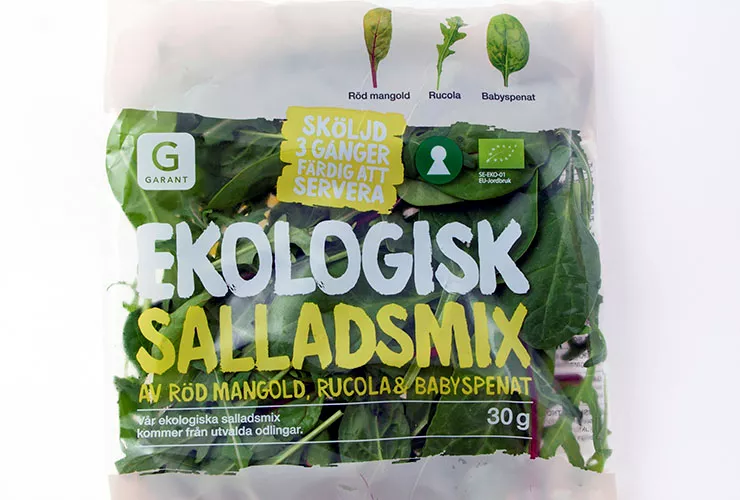 Röd mangold
Rucola
Babyspenat
SKÖLJD
3 GÅNGER
FÄRDIG ATT
SERVERA
G
GARANT
SE-EKO-01
EU-Jordbruk
EKOLOGISK
SALLADSMIX
AV RÖD MANGOLD, RUCOLA & BABYSPENAT
Vår ekologiska salladsmix
kommer från utvalda odlingar.
30 g